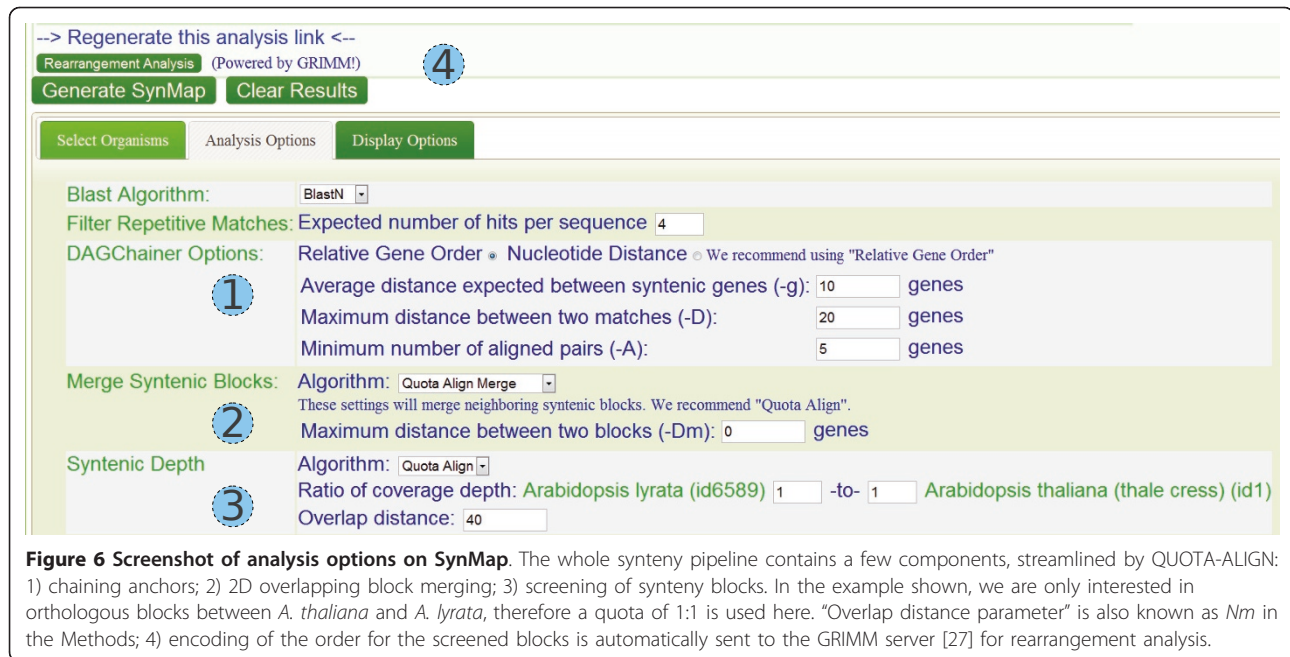 --> Regenerate this analysis link <--
Rearrangement Analysis (Powered by GRIMM!)
4
Generate SynMap Clear Results
Select Organisms Analysis Options Display Options
Blast Algorithm: BlastN
Filter Repetitive Matches: Expected number of hits per sequence 4
DAGChainer Options: Relative Gene Order Nucleotide Distance We recommend using "Relative Gene Order"
1
Average distance expected between syntenic genes (-g): 10 genes
Maximum distance between two matches (-D): 20 genes
Minimum number of aligned pairs (-A): 5 genes
Merge Syntenic Blocks: Algorithm: Quota Align Merge
These settings will merge neighboring syntenic blocks. We recommend "Quota Align".
2
Maximum distance between two blocks (-Dm): 0 genes
Syntenic Depth Algorithm: Quota Align
3
Ratio of coverage depth: Arabidopsis lyrata (id6589) 1 -to- 1 Arabidopsis thaliana (thale cress) (id1)
Overlap distance: 40
Figure 6 Screenshot of analysis options on SynMap. The whole synteny pipeline contains a few components, streamlined by QUOTA-ALIGN:
1) chaining anchors; 2) 2D overlapping block merging; 3) screening of synteny blocks. In the example shown, we are only interested in
orthologous blocks between A. thaliana and A. lyrata, therefore a quota of 1:1 is used here. "Overlap distance parameter" is also known as Nm in
the Methods; 4) encoding of the order for the screened blocks is automatically sent to the GRIMM server [27] for rearrangement analysis.